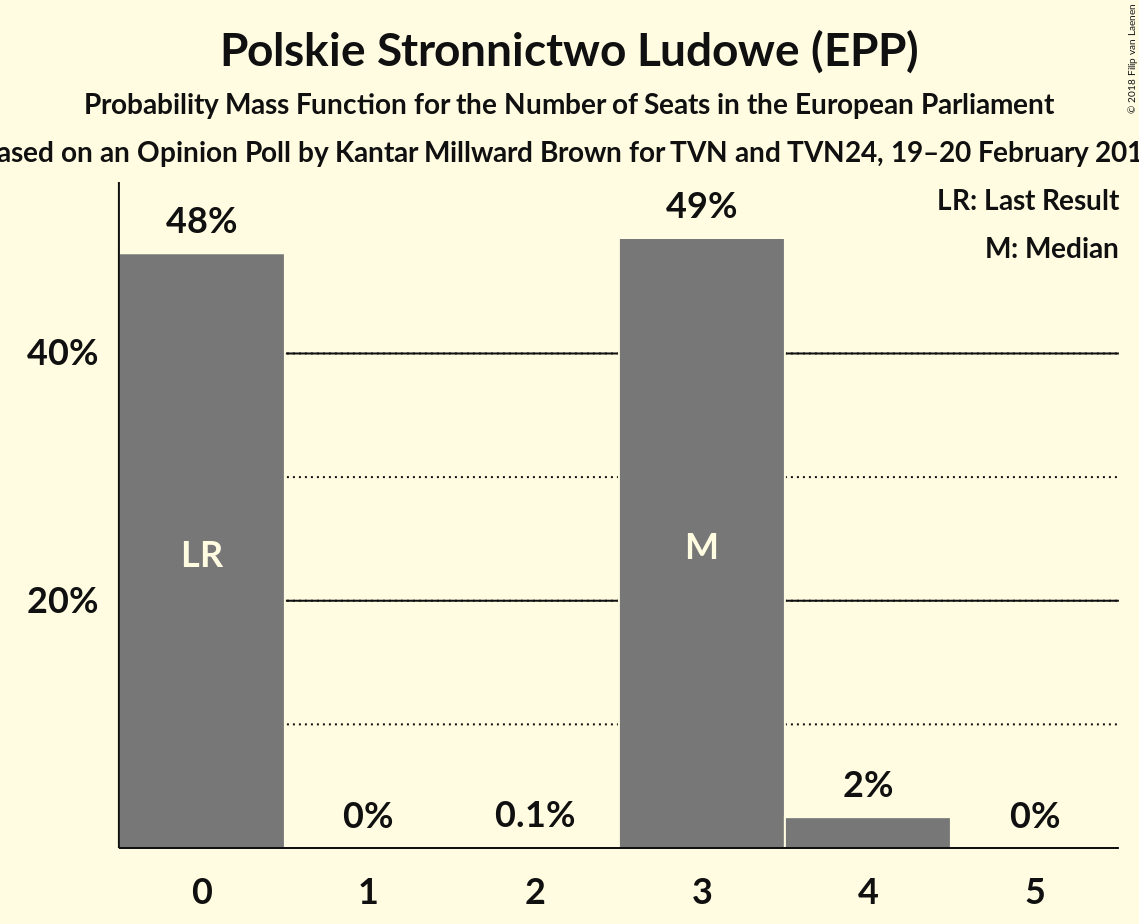 Polskie Stronnictwo Ludowe (EPP)
Probability Mass Function for the Number of Seats in the European Parliament
ased on an Opinion Poll by Kantar Millward Brown for TVN and TVN24, 19–20 February 201
© 2018 Filip van Laenen
LR: Last Result
M: Median
48%
49%
40%
LR
M
20%
0%
0.1%
2%
0%
0
1
2
3
4
5